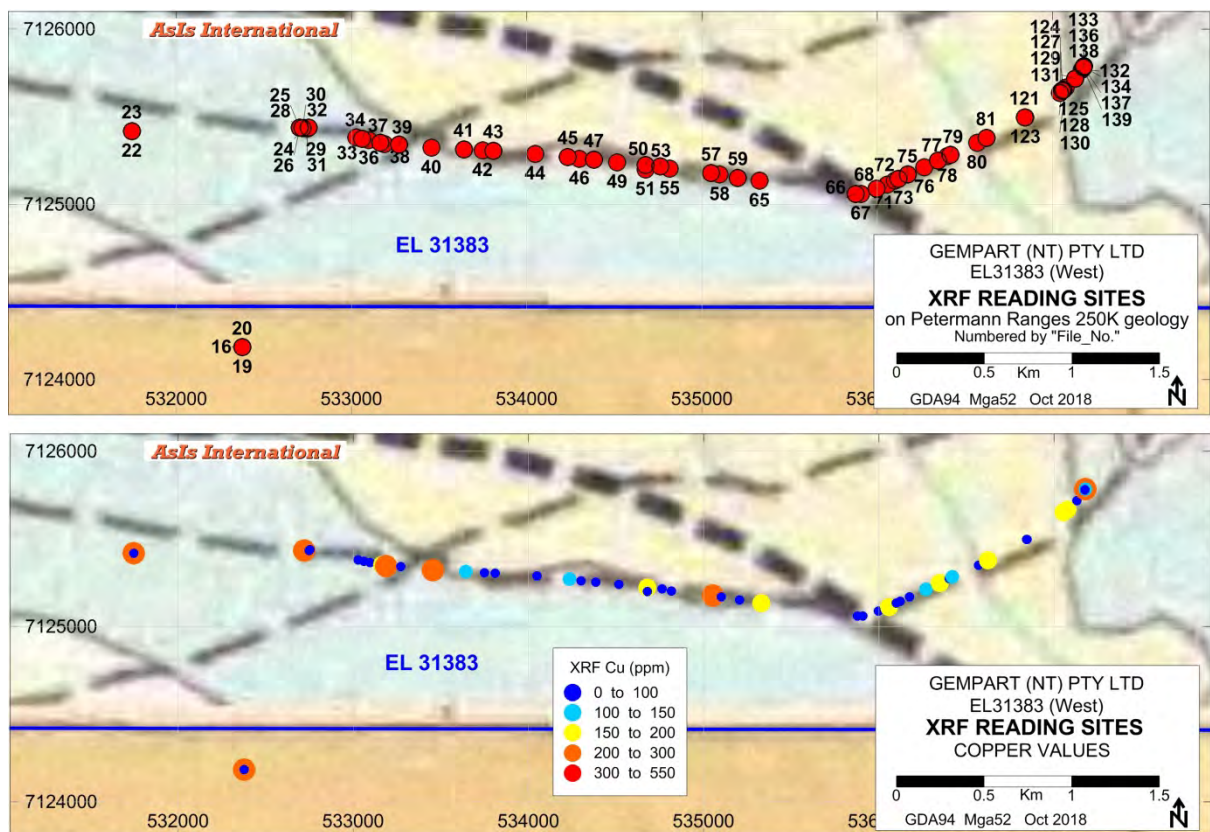 7126000
AsIs International
133
124 136
127 138
129
131
132
134
137
139
125
128
130
23
22
25 30
28 32
24 29
26 31
34 37 39
33 36 38
40
41 43
42
44
45 47
46
49
50 53
51 55
57 59
58
65
68 72 75 77 79 81
66
67 71 73 76 78 80
121
123
7125000
EL 31383
20
16
19
7124000
532000 533000 534000 535000 536
GEMPART (NT) PTY LTD
EL31383 (West)
XRF READING SITES
on Petermann Ranges 250K geology
Numbered by "File_No."
0 0.5 Km 1 1.5
GDA94 Mga52 Oct 2018
N
7126000
AsIs International
7125000
EL 31383
XRF Cu (ppm)
0 to 100
100 to 150
150 to 200
200 to 300
300 to 550
7124000
532000 533000 534000 535000 536
GEMPART (NT) PTY LTD
EL31383 (West)
XRF READING SITES
COPPER VALUES
0 0.5 Km 1 1.5
GDA94 Mga52 Oct 2018
N